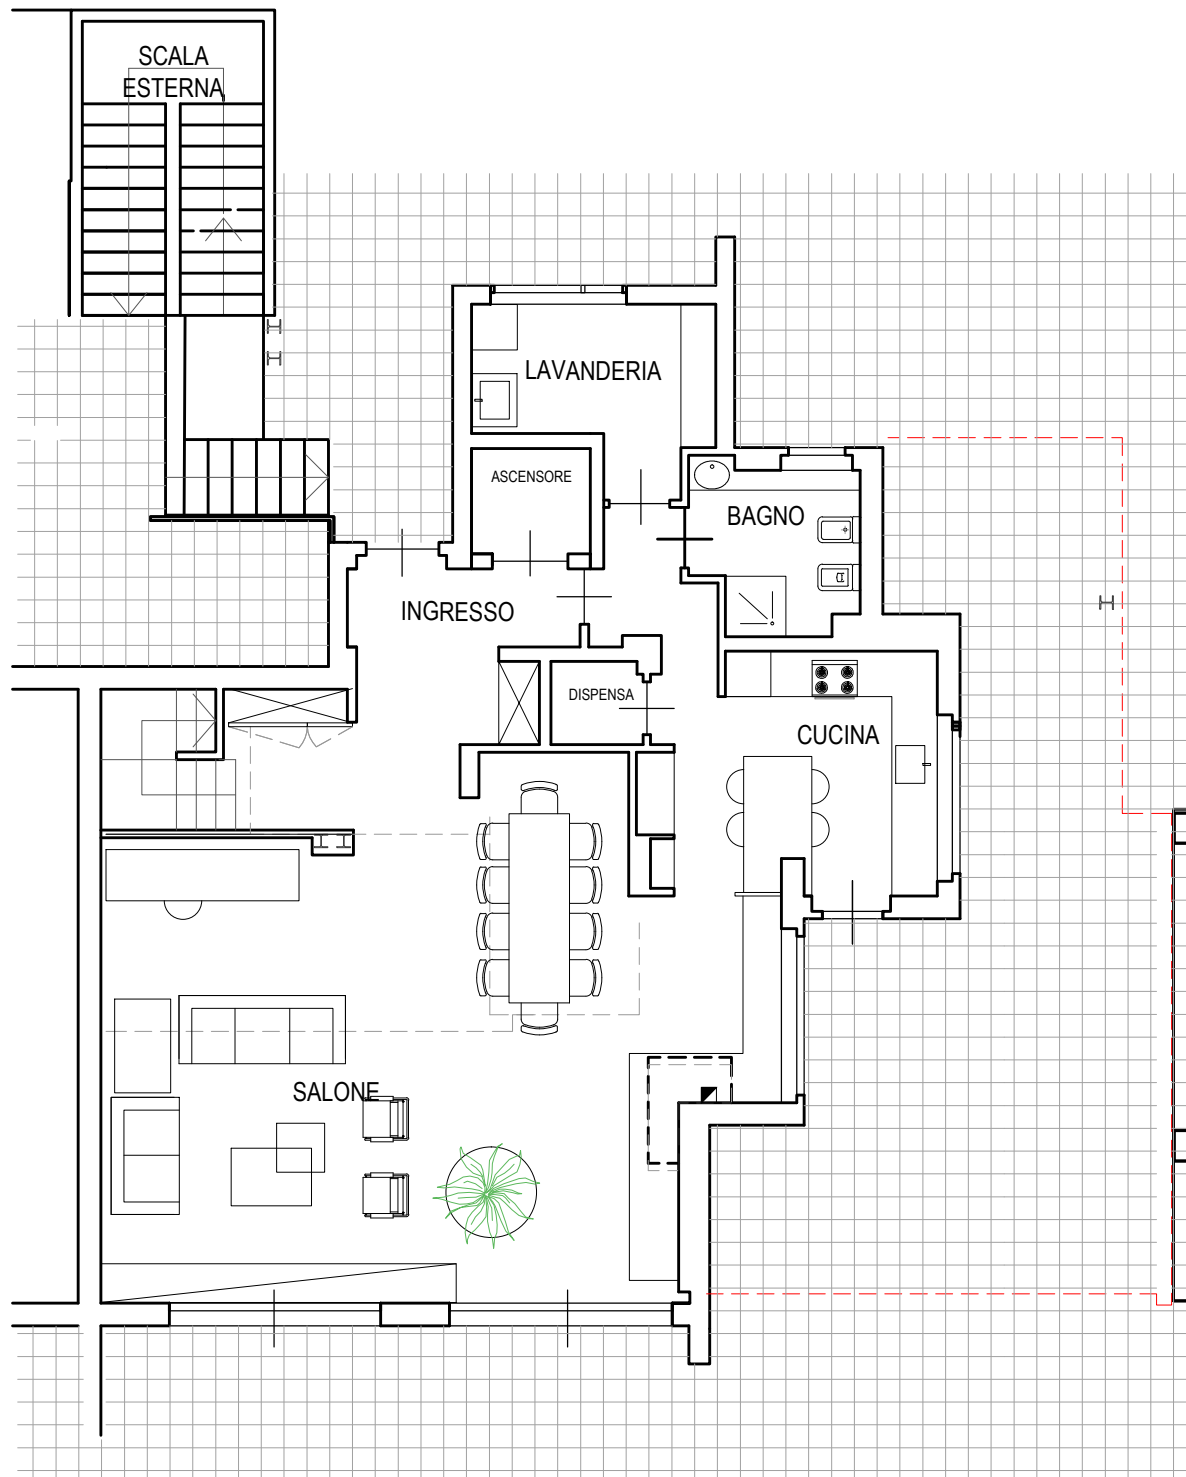 SCALA
ESTERNA
LAVANDERIA
ASCENSORE
BAGNO
INGRESSO
DISPENSA
CUCINA
SALONE